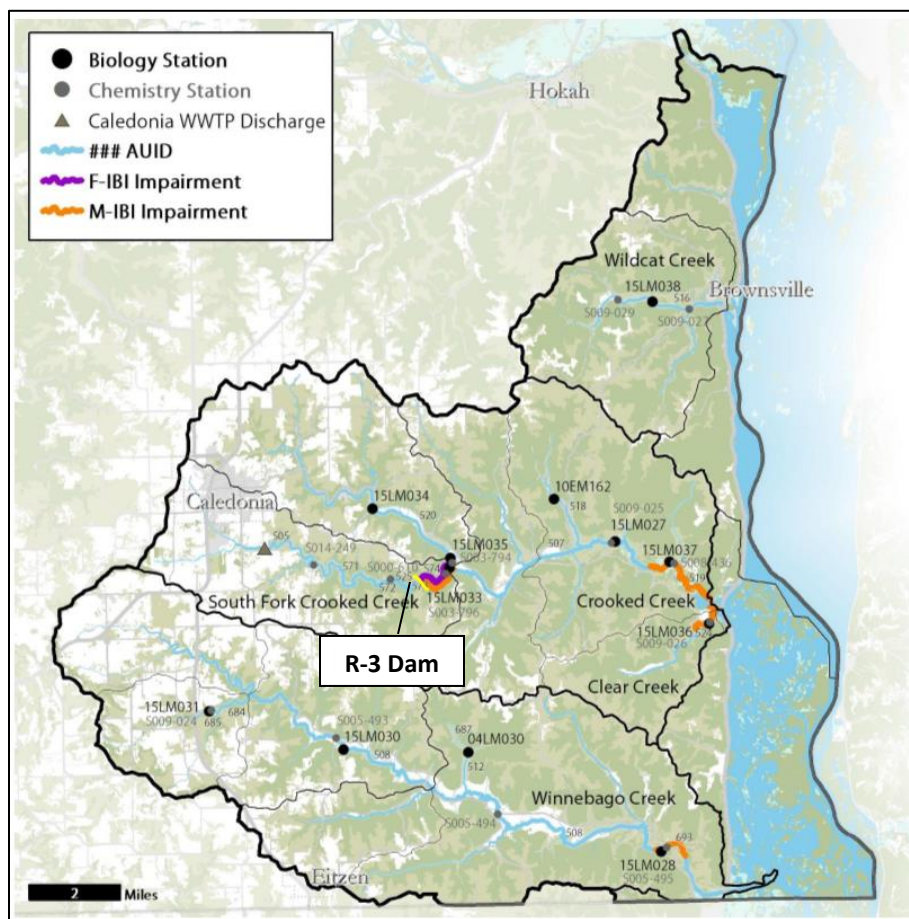 Biology Station
Chemistry Station
Caledonia WWTP Discharge
### AUID
F-IBI Impairment
M-IBI Impairment
Hokah
Wildcat Creek
15LM038
516
Brownsville
S009-029
S009-027
10EM162
S009-025
518
15LM034
Caledonia
520
15LM027
505
507
15LM035
S003-794
15LM037
S014-249
571
519
572
15LM033
S003-796
South Fork Crooked Creek
Crooked Creek
15LM036
524
S009-026
R-3 Dam
Clear Creek
15LM031
684
S009-024
685
S005-493
687
15LM030
04LM030
508
512
Winnebago Creek
S005-494
508
693
15LM028
S005-495
Eitzen
2 Miles